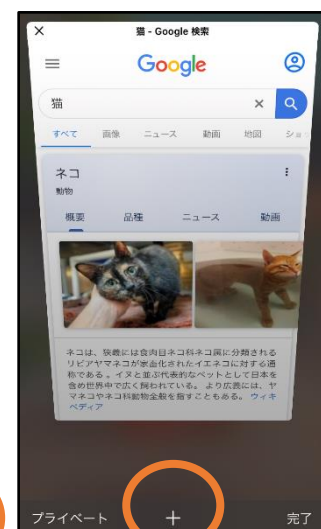 × 猫 - Google 検索
Google
猫 ×
すべて 画像 ニュース 動画 地図 ショ
ネコ
動物
概要 品種 ニュース 動画
ネコは、狭義には食肉目ネコ科ネコ属に分類される
リビアヤマネコが家畜化されたイエネコに対する通
称である。イヌと並ぶ代表的なペットとして日本を
含め世界中で広く飼われている。より広義には、ヤ
マネコやネコ科動物全般を指すこともある。 ウィキ
ペディア
プライベート + 完了